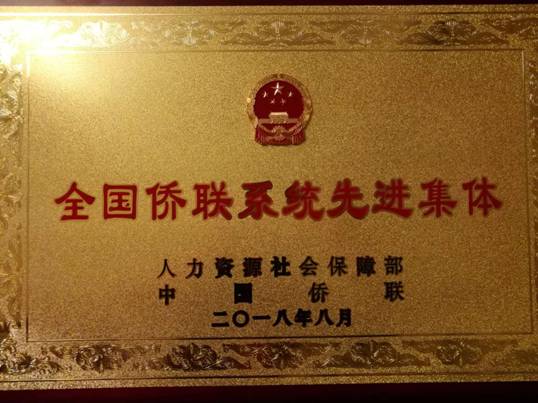 全国侨联系统先进集体
人力资源社会保障部
中国侨联
二〇一八年八月